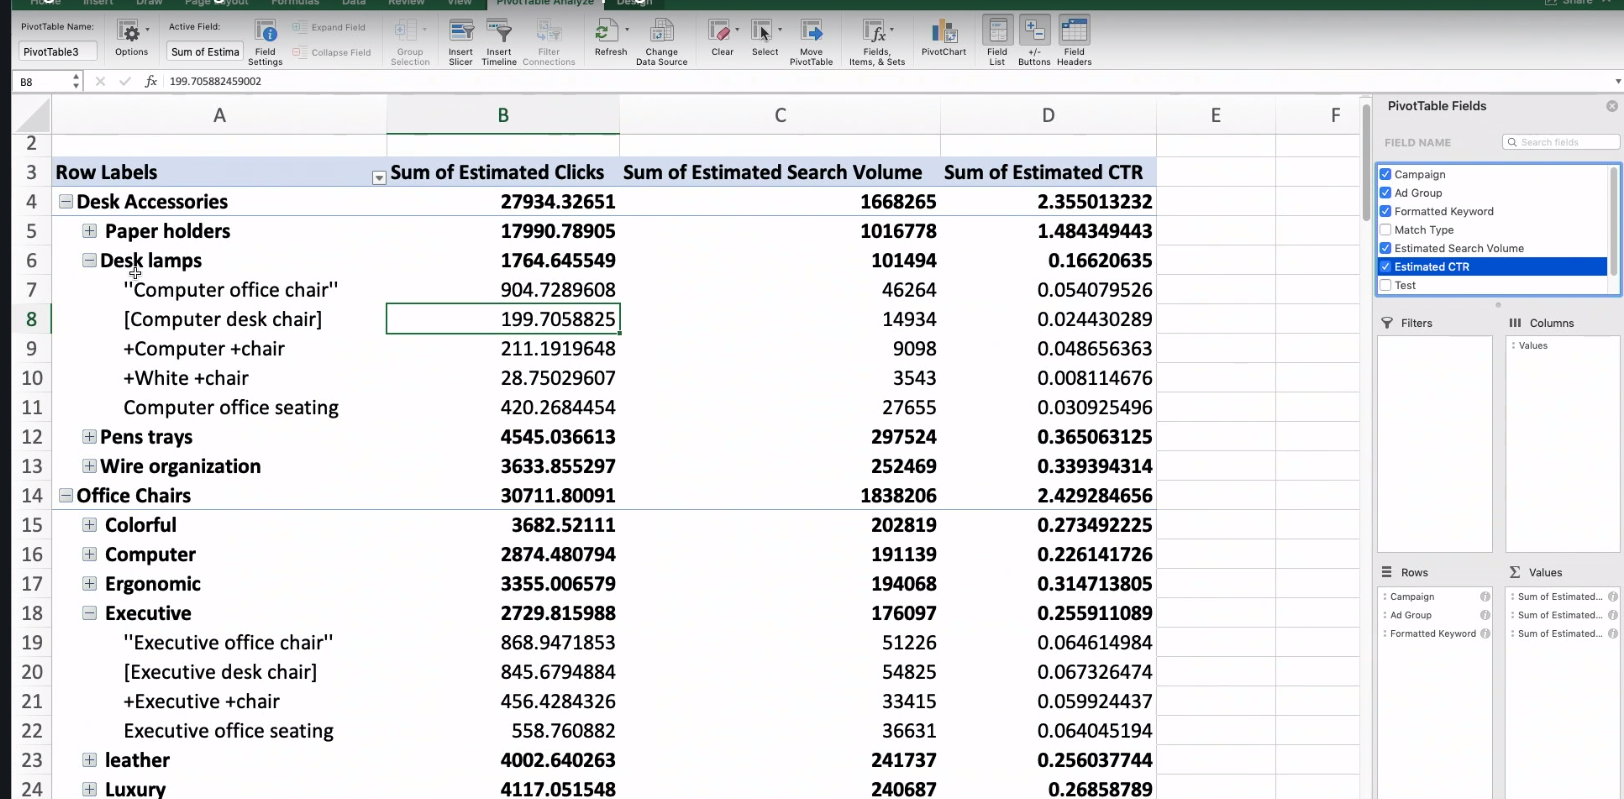 Home Insert Draw Page Layout Formulas Data Review View PivotTable Analyze Design Share
PivotTable Name:
PivotTable3
Options
Active Field:
Sum of Estima
Field Settings
Expand Field
Collapse Field
Group Selection
Insert Slicer
Insert Timeline
Filter Connections
Refresh
Change Data Source
Clear
Select
Move PivotTable
Fields, Items, & Sets
PivotChart
Field List
+/- Buttons
Field Headers
B8 fx 199.705882459002
A B C D E F
2
3 Row Labels Sum of Estimated Clicks Sum of Estimated Search Volume Sum of Estimated CTR
4 Desk Accessories 27934.32651 1668265 2.355013232
5 Paper holders 17990.78905 1016778 1.484349443
6 Desk lamps 1764.645549 101494 0.16620635
7 "Computer office chair" 904.7289608 46264 0.054079526
8 [Computer desk chair] 199.7058825 14934 0.024430289
9 +Computer +chair 211.1919648 9098 0.048656363
10 +White +chair 28.75029607 3543 0.008114676
11 Computer office seating 420.2684454 27655 0.030925496
12 Pens trays 4545.036613 297524 0.365063125
13 Wire organization 3633.855297 252469 0.339394314
14 Office Chairs 30711.80091 1838206 2.429284656
15 Colorful 3682.52111 202819 0.273492225
16 Computer 2874.480794 191139 0.226141726
17 Ergonomic 3355.006579 194068 0.314713805
18 Executive 2729.815988 176097 0.255911089
19 "Executive office chair" 868.9471853 51226 0.064614984
20 [Executive desk chair] 845.6794884 54825 0.067326474
21 +Executive +chair 456.4284326 33415 0.059924437
22 Executive office seating 558.760882 36631 0.064045194
23 leather 4002.640263 241737 0.256037744
24 Luxury 4117.051548 240687 0.26858789
PivotTable Fields
FIELD NAME Search fields
Campaign
Ad Group
Formatted Keyword
Match Type
Estimated Search Volume
Estimated CTR
Test
Filters Columns
Values
Rows Σ Values
Campaign Sum of Estimated...
Ad Group Sum of Estimated...
Formatted Keyword Sum of Estimated...